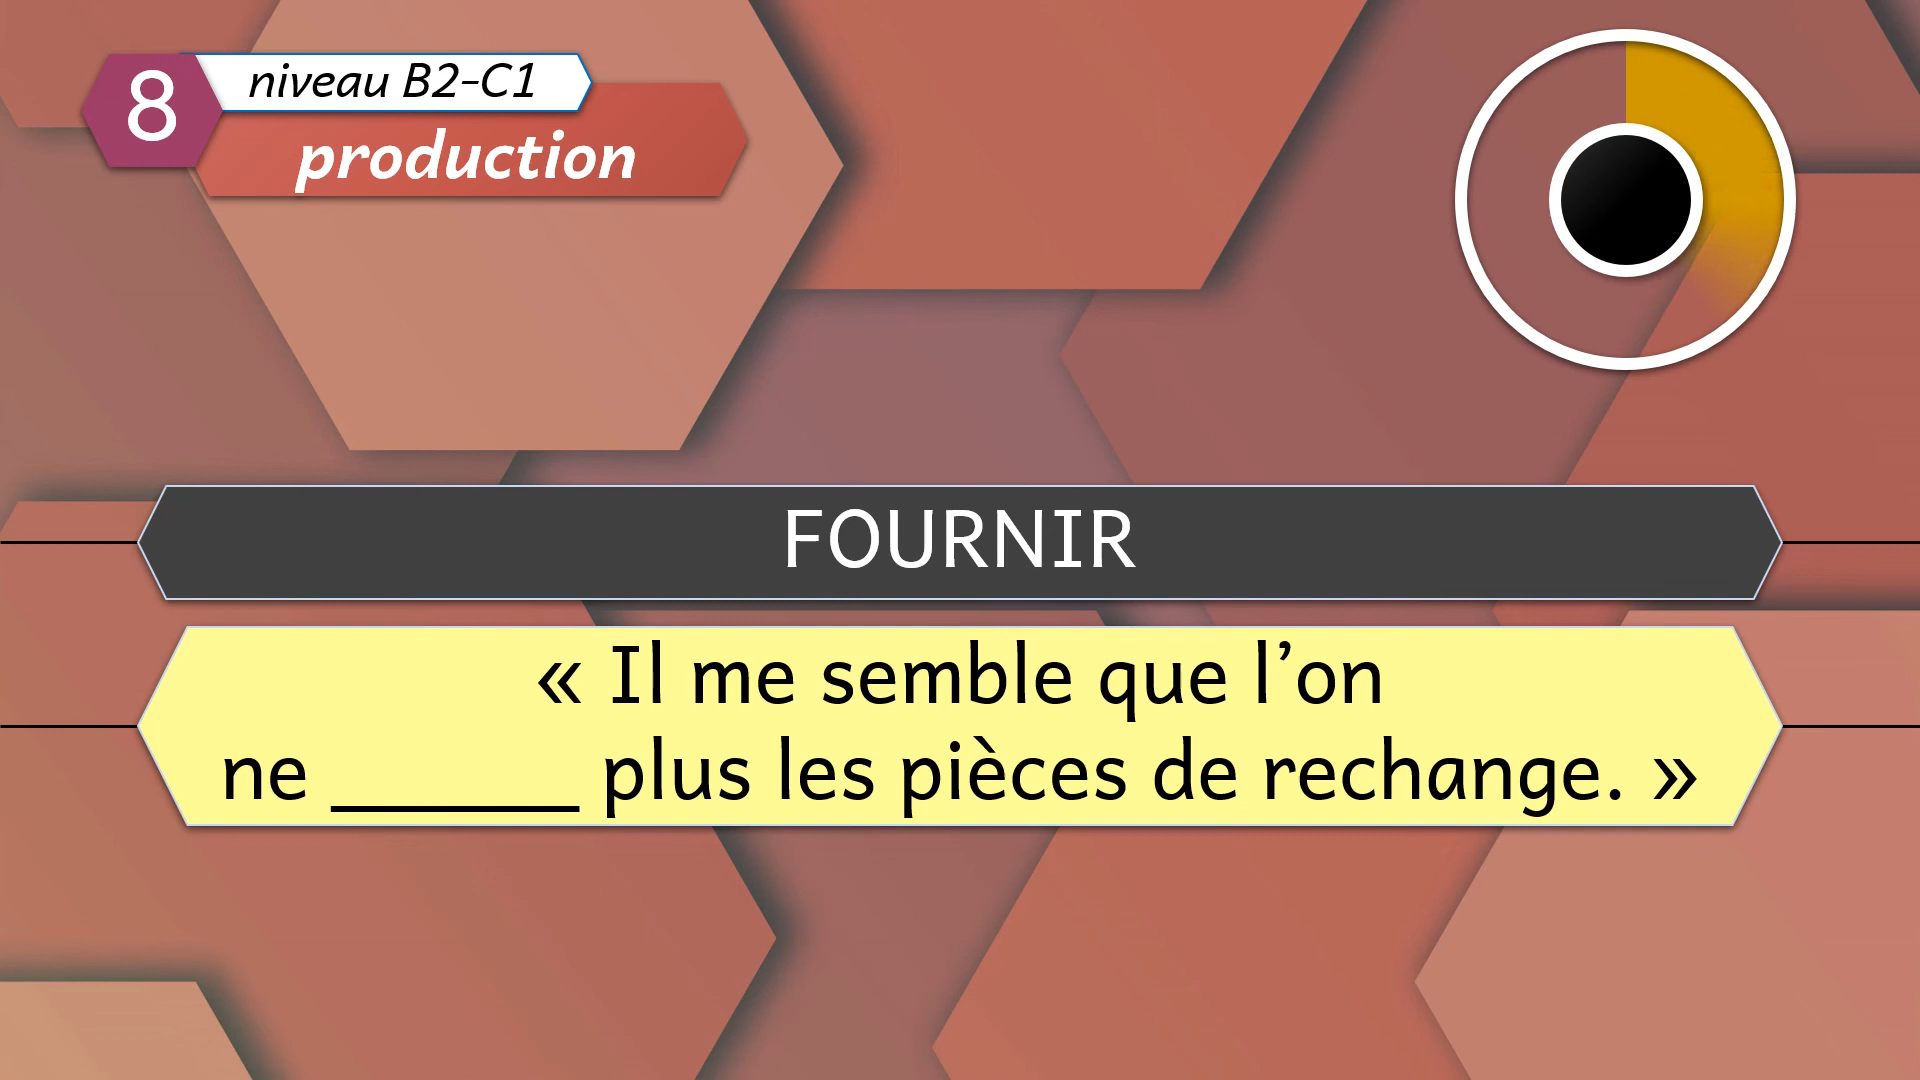 8
niveau B2-C1
production
FOURNIR
« Il me semble que l’on
ne ______ plus les pièces de rechange. »